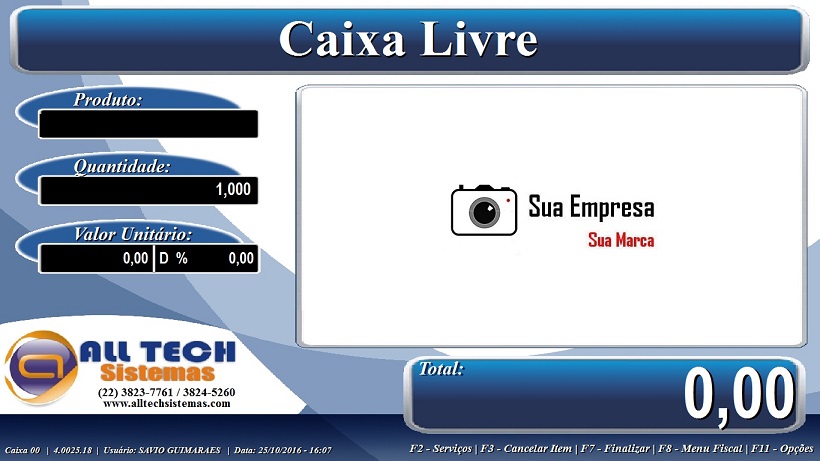 Caixa Livre
Produto:
Quantidade:
1,000
Valor Unitário:
0,00 D % 0,00
Sua Empresa
Sua Marca
ALL TECH
Sistemas
(22) 3823-7761 / 3824-5260
www.alltechsistemas.com
Total:
0,00
Caixa 00 | 4.0025.18 | Usuário: SAVIO GUIMARAES | Data: 25/10/2016 - 16:07
F2 - Serviços | F3 - Cancelar Item | F7 - Finalizar | F8 - Menu Fiscal | F11 - Opções